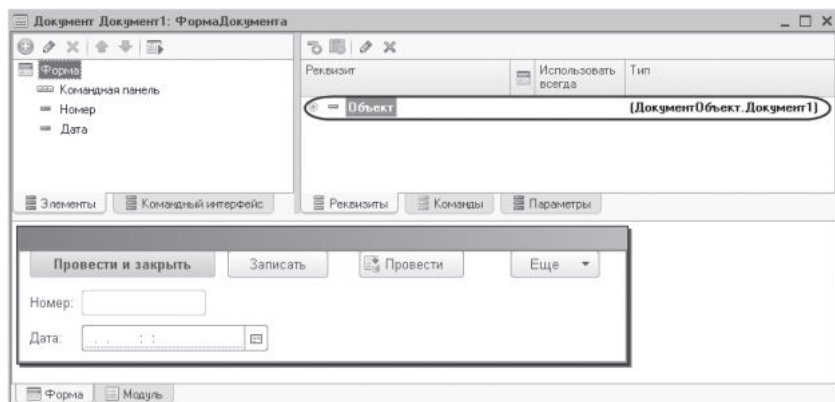 Документ Документ1: ФормаДокумента
Форма
Командная панель
Номер
Дата
Элементы
Командный интерфейс
Реквизит
Использовать всегда
Тип
Объект
(ДокументОбъект.Документ1)
Реквизиты
Команды
Параметры
Провести и закрыть
Записать
Провести
Еще
Номер:
Дата:
. . : :
Форма
Модуль